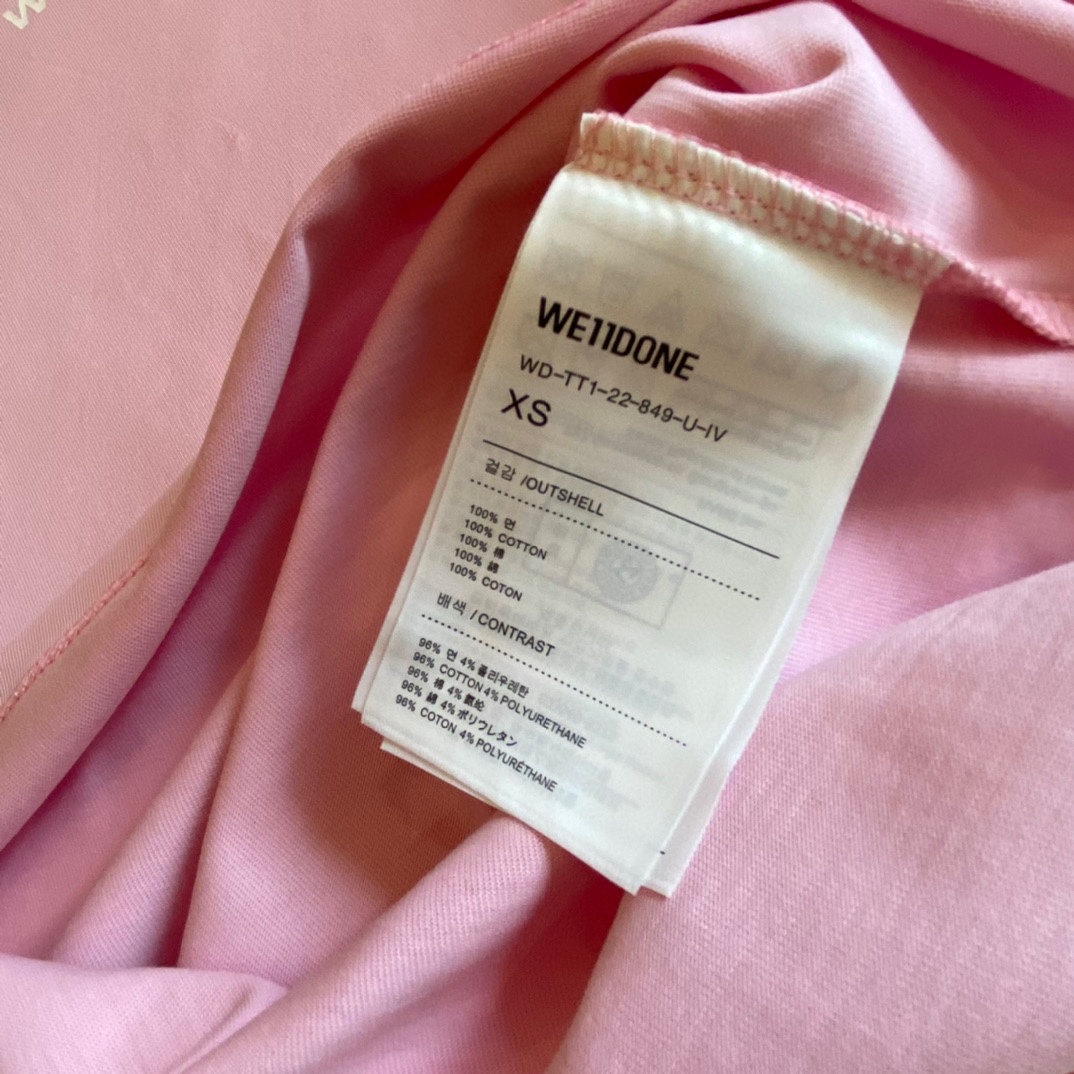 W
WE11DONE
WD-TT1-22-849-U-IV
XS
겉감 /OUTSHELL
100% 면
100% COTTON
100% 棉
100% 綿
100% COTON
배색 /CONTRAST
96% 면 4% 폴리우레탄
96% COTTON 4% POLYURETHANE
96% 棉 4% 氨纶
96% 綿 4% ポリウレタン
96% COTON 4% POLYURÉTHANE